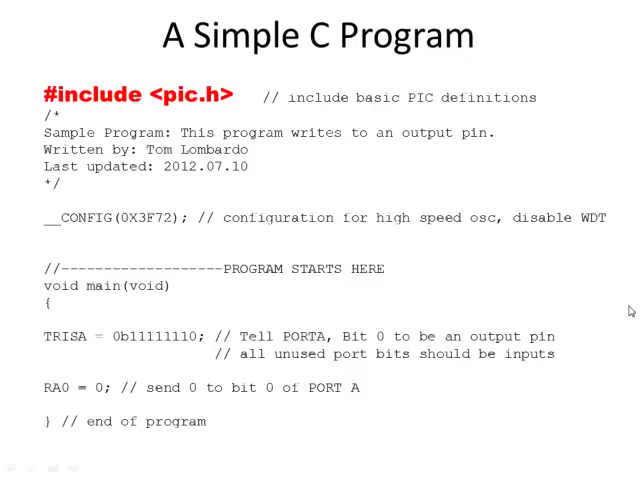 A Simple C Program
#include <pic.h> // include basic PIC definitions
/*
Sample Program: This program writes to an output pin.
Written by: Tom Lombardo
Last updated: 2012.07.10
*/
__CONFIG(0X3F72); // configuration for high speed osc, disable WDT
//-------------------PROGRAM STARTS HERE
void main(void)
{
TRISA = 0b11111110; // Tell PORTA, Bit 0 to be an output pin
// all unused port bits should be inputs
RA0 = 0; // send 0 to bit 0 of PORT A
} // end of program